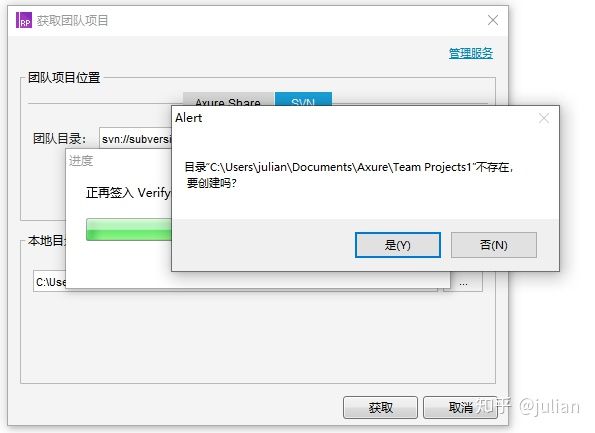 RP 获取团队项目
管理服务
团队项目位置
Axure Share SVN
团队目录： svn://subversi
Alert
目录“C:\Users\julian\Documents\Axure\Team Projects1”不存在，
要创建吗？
是(Y) 否(N)
进度
正再签入 Verify
本地目录
C:\Use
...
获取 取消
知乎 @julian